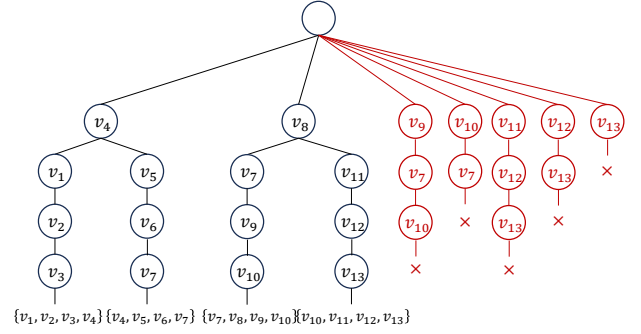 v₄ v₈ v₉ v₁₀ v₁₁ v₁₂ v₁₃
v₁ v₅ v₇ v₁₁ v₇ v₇ v₁₂ v₁₃ ×
v₂ v₆ v₉ v₁₂ v₁₀ × v₁₃ ×
v₃ v₇ v₁₀ v₁₃ × ×
{v₁, v₂, v₃, v₄} {v₄, v₅, v₆, v₇} {v₇, v₈, v₉, v₁₀} {v₁₀, v₁₁, v₁₂, v₁₃}